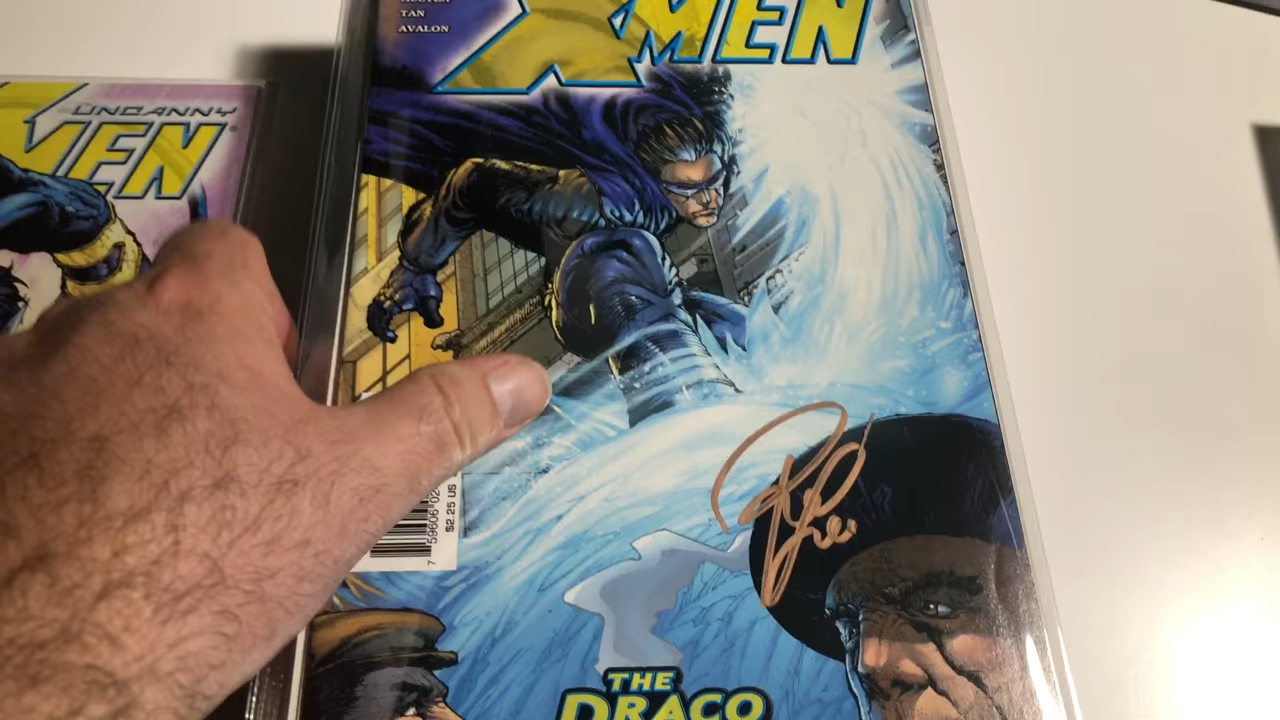 TAN
AVALON
X-MEN
UNCANNY
X-MEN
7 59606 02
$2.25 US
THE
DRACO